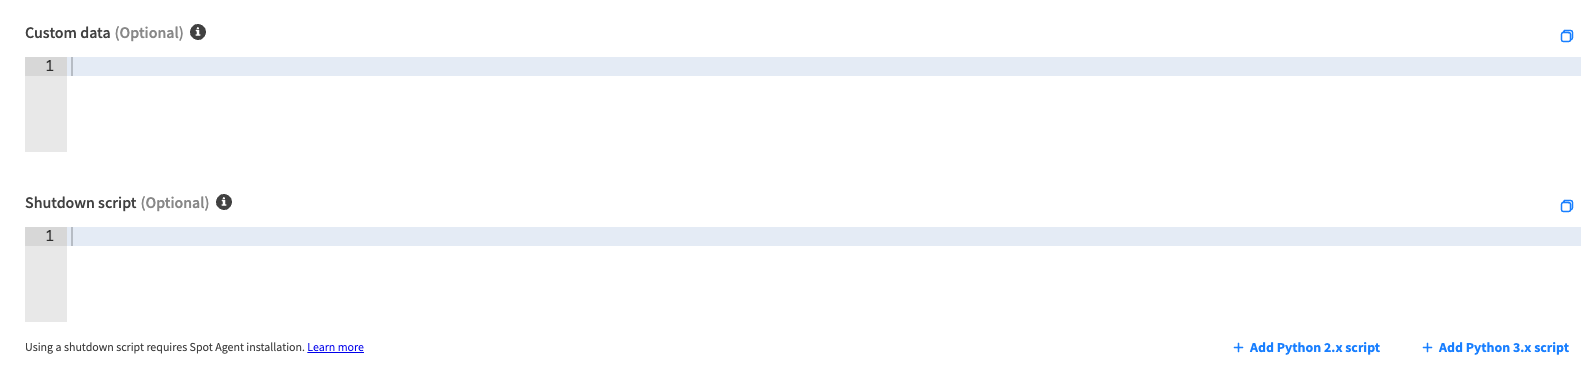 Custom data (Optional)
1
Shutdown script (Optional)
1
Using a shutdown script requires Spot Agent installation. Learn more
+ Add Python 2.x script
+ Add Python 3.x script